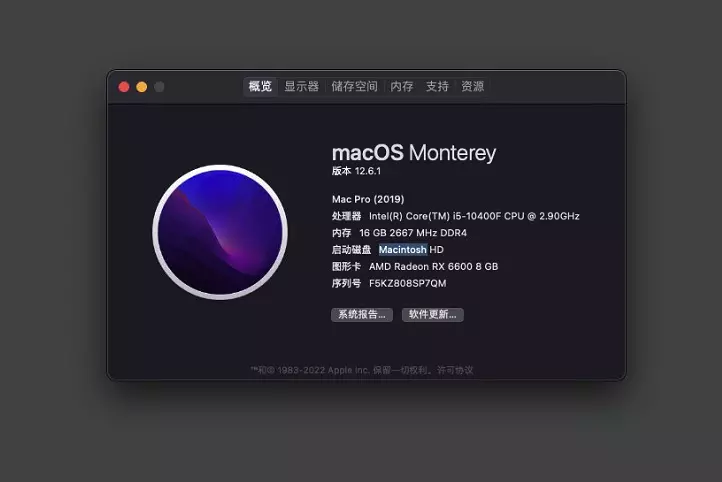 概览 显示器 储存空间 内存 支持 资源
macOS Monterey
版本 12.6.1
Mac Pro (2019)
处理器 Intel(R) Core(TM) i5-10400F CPU @ 2.90GHz
内存 16 GB 2667 MHz DDR4
启动磁盘 Macintosh HD
图形卡 AMD Radeon RX 6600 8 GB
序列号 F5KZ808SP7QM
系统报告... 软件更新...
™和© 1983-2022 Apple Inc. 保留一切权利。许可协议